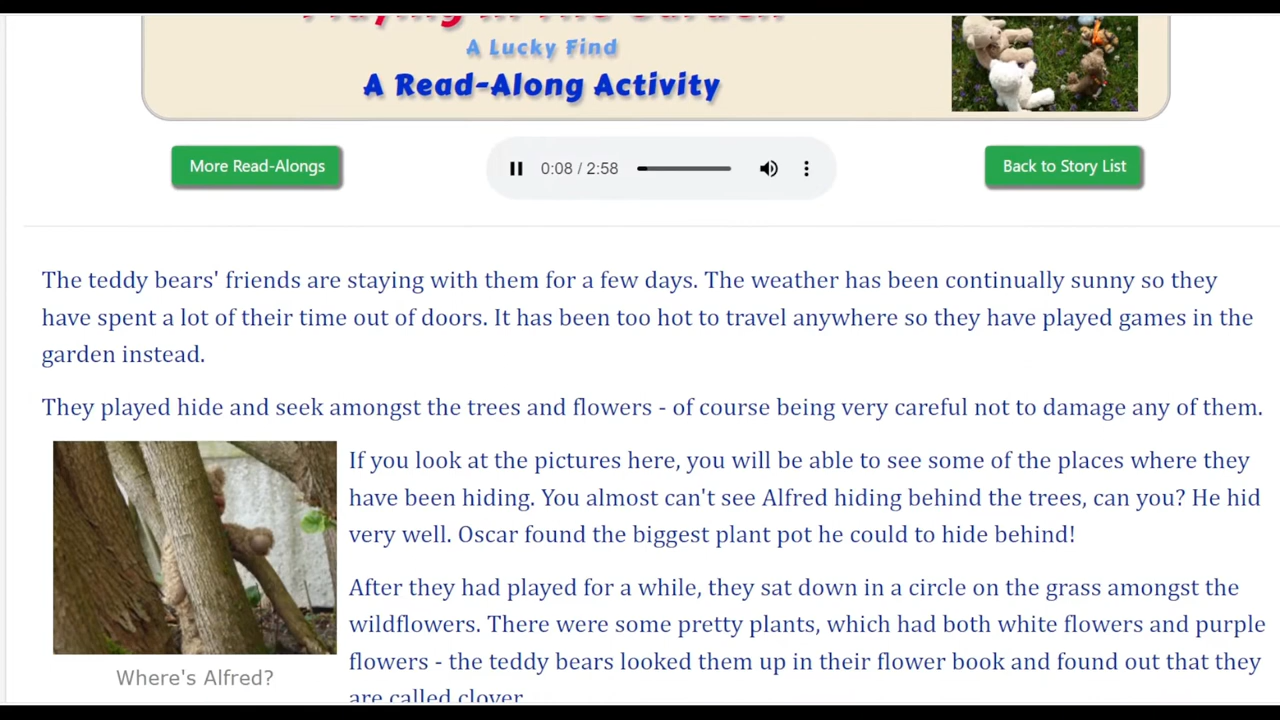 Playing In The Garden
A Lucky Find
A Read-Along Activity
More Read-Alongs
0:08 / 2:58
Back to Story List
The teddy bears' friends are staying with them for a few days. The weather has been continually sunny so they
have spent a lot of their time out of doors. It has been too hot to travel anywhere so they have played games in the
garden instead.
They played hide and seek amongst the trees and flowers - of course being very careful not to damage any of them.
If you look at the pictures here, you will be able to see some of the places where they
have been hiding. You almost can't see Alfred hiding behind the trees, can you? He hid
very well. Oscar found the biggest plant pot he could to hide behind!
After they had played for a while, they sat down in a circle on the grass amongst the
wildflowers. There were some pretty plants, which had both white flowers and purple
flowers - the teddy bears looked them up in their flower book and found out that they
are called clover.
Where's Alfred?